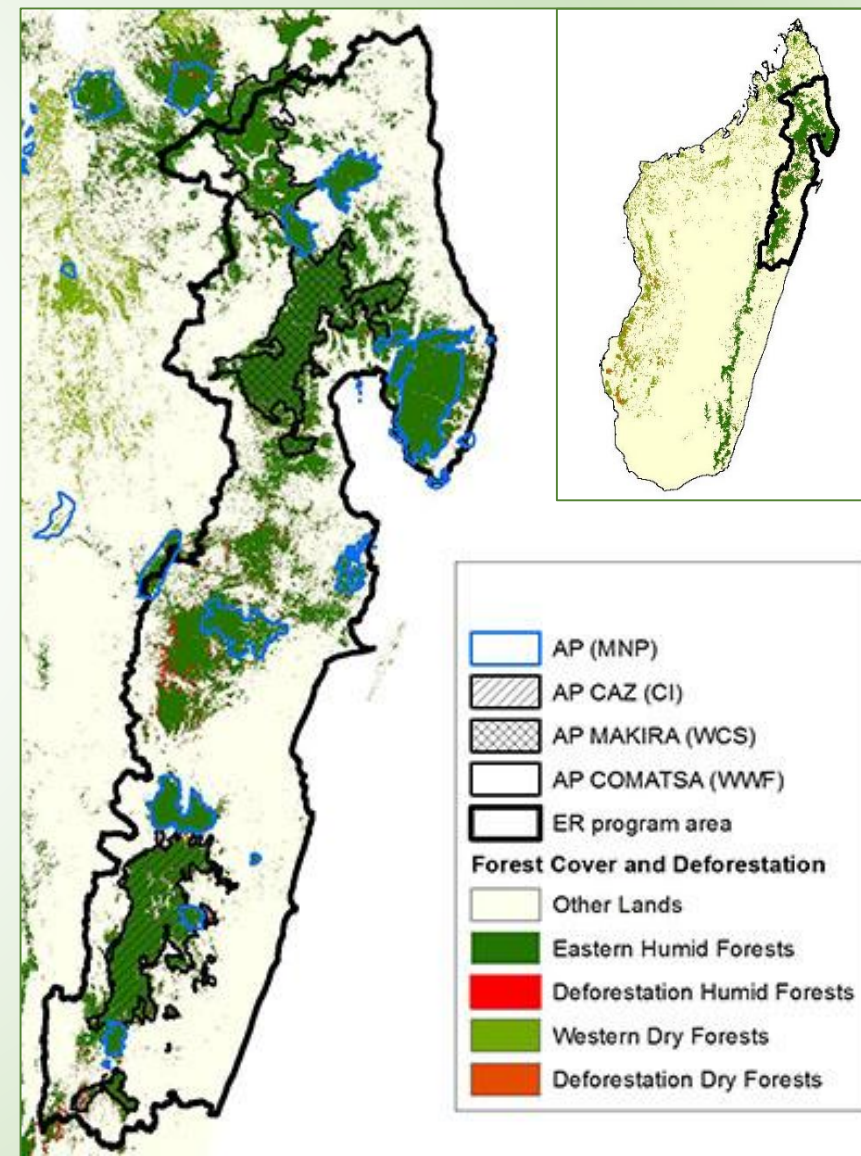 AP (MNP)
AP CAZ (CI)
AP MAKIRA (WCS)
AP COMATSA (WWF)
ER program area
Forest Cover and Deforestation
Other Lands
Eastern Humid Forests
Deforestation Humid Forests
Western Dry Forests
Deforestation Dry Forests